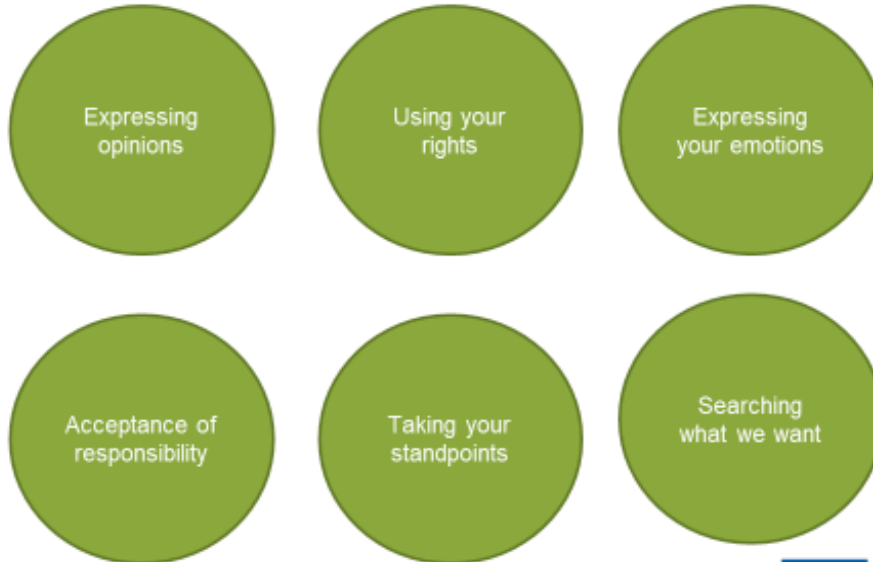 Expressing
opinions
Using your
rights
Expressing
your emotions
Acceptance of
responsibility
Taking your
standpoints
Searching
what we want